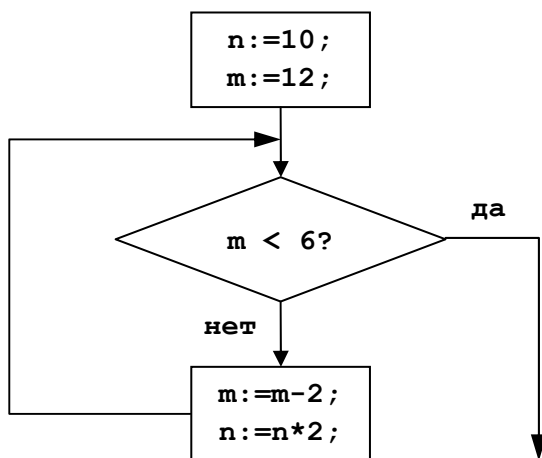 n:=10;
m:=12;
m < 6?
да
нет
m:=m-2;
n:=n*2;